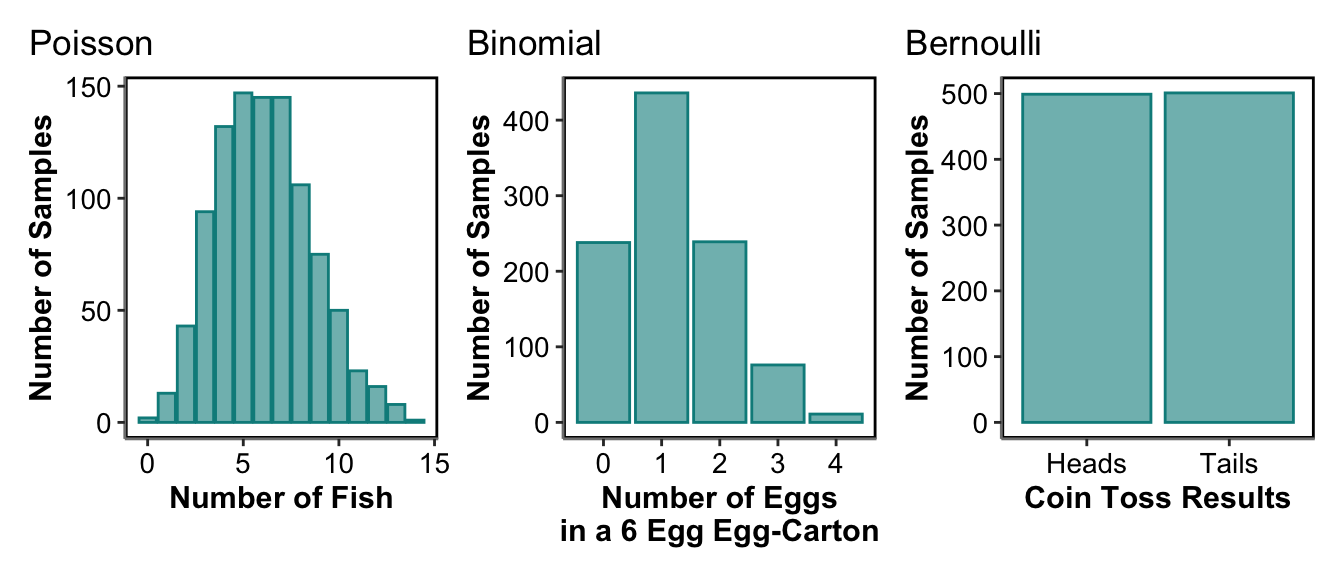 Poisson
Number of Samples
150
100
50
0
0 5 10 15
Number of Fish
Binomial
Number of Samples
400
300
200
100
0
0 1 2 3 4
Number of Eggs
in a 6 Egg Egg-Carton
Bernoulli
Number of Samples
500
400
300
200
100
0
Heads Tails
Coin Toss Results